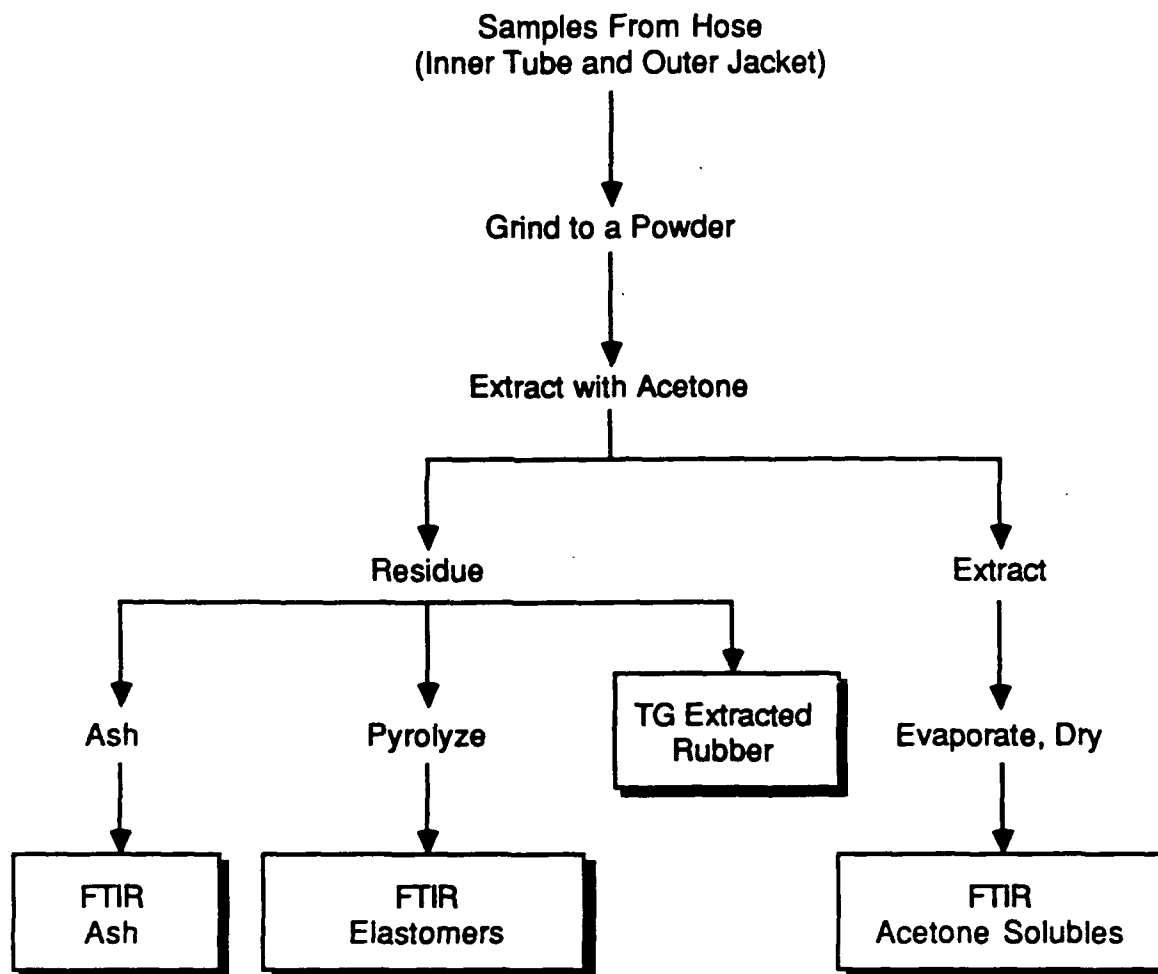 Samples From Hose
(Inner Tube and Outer Jacket)
Grind to a Powder
Extract with Acetone
Residue
Extract
Ash
Pyrolyze
TG Extracted
Rubber
Evaporate, Dry
FTIR
Ash
FTIR
Elastomers
FTIR
Acetone Solubles